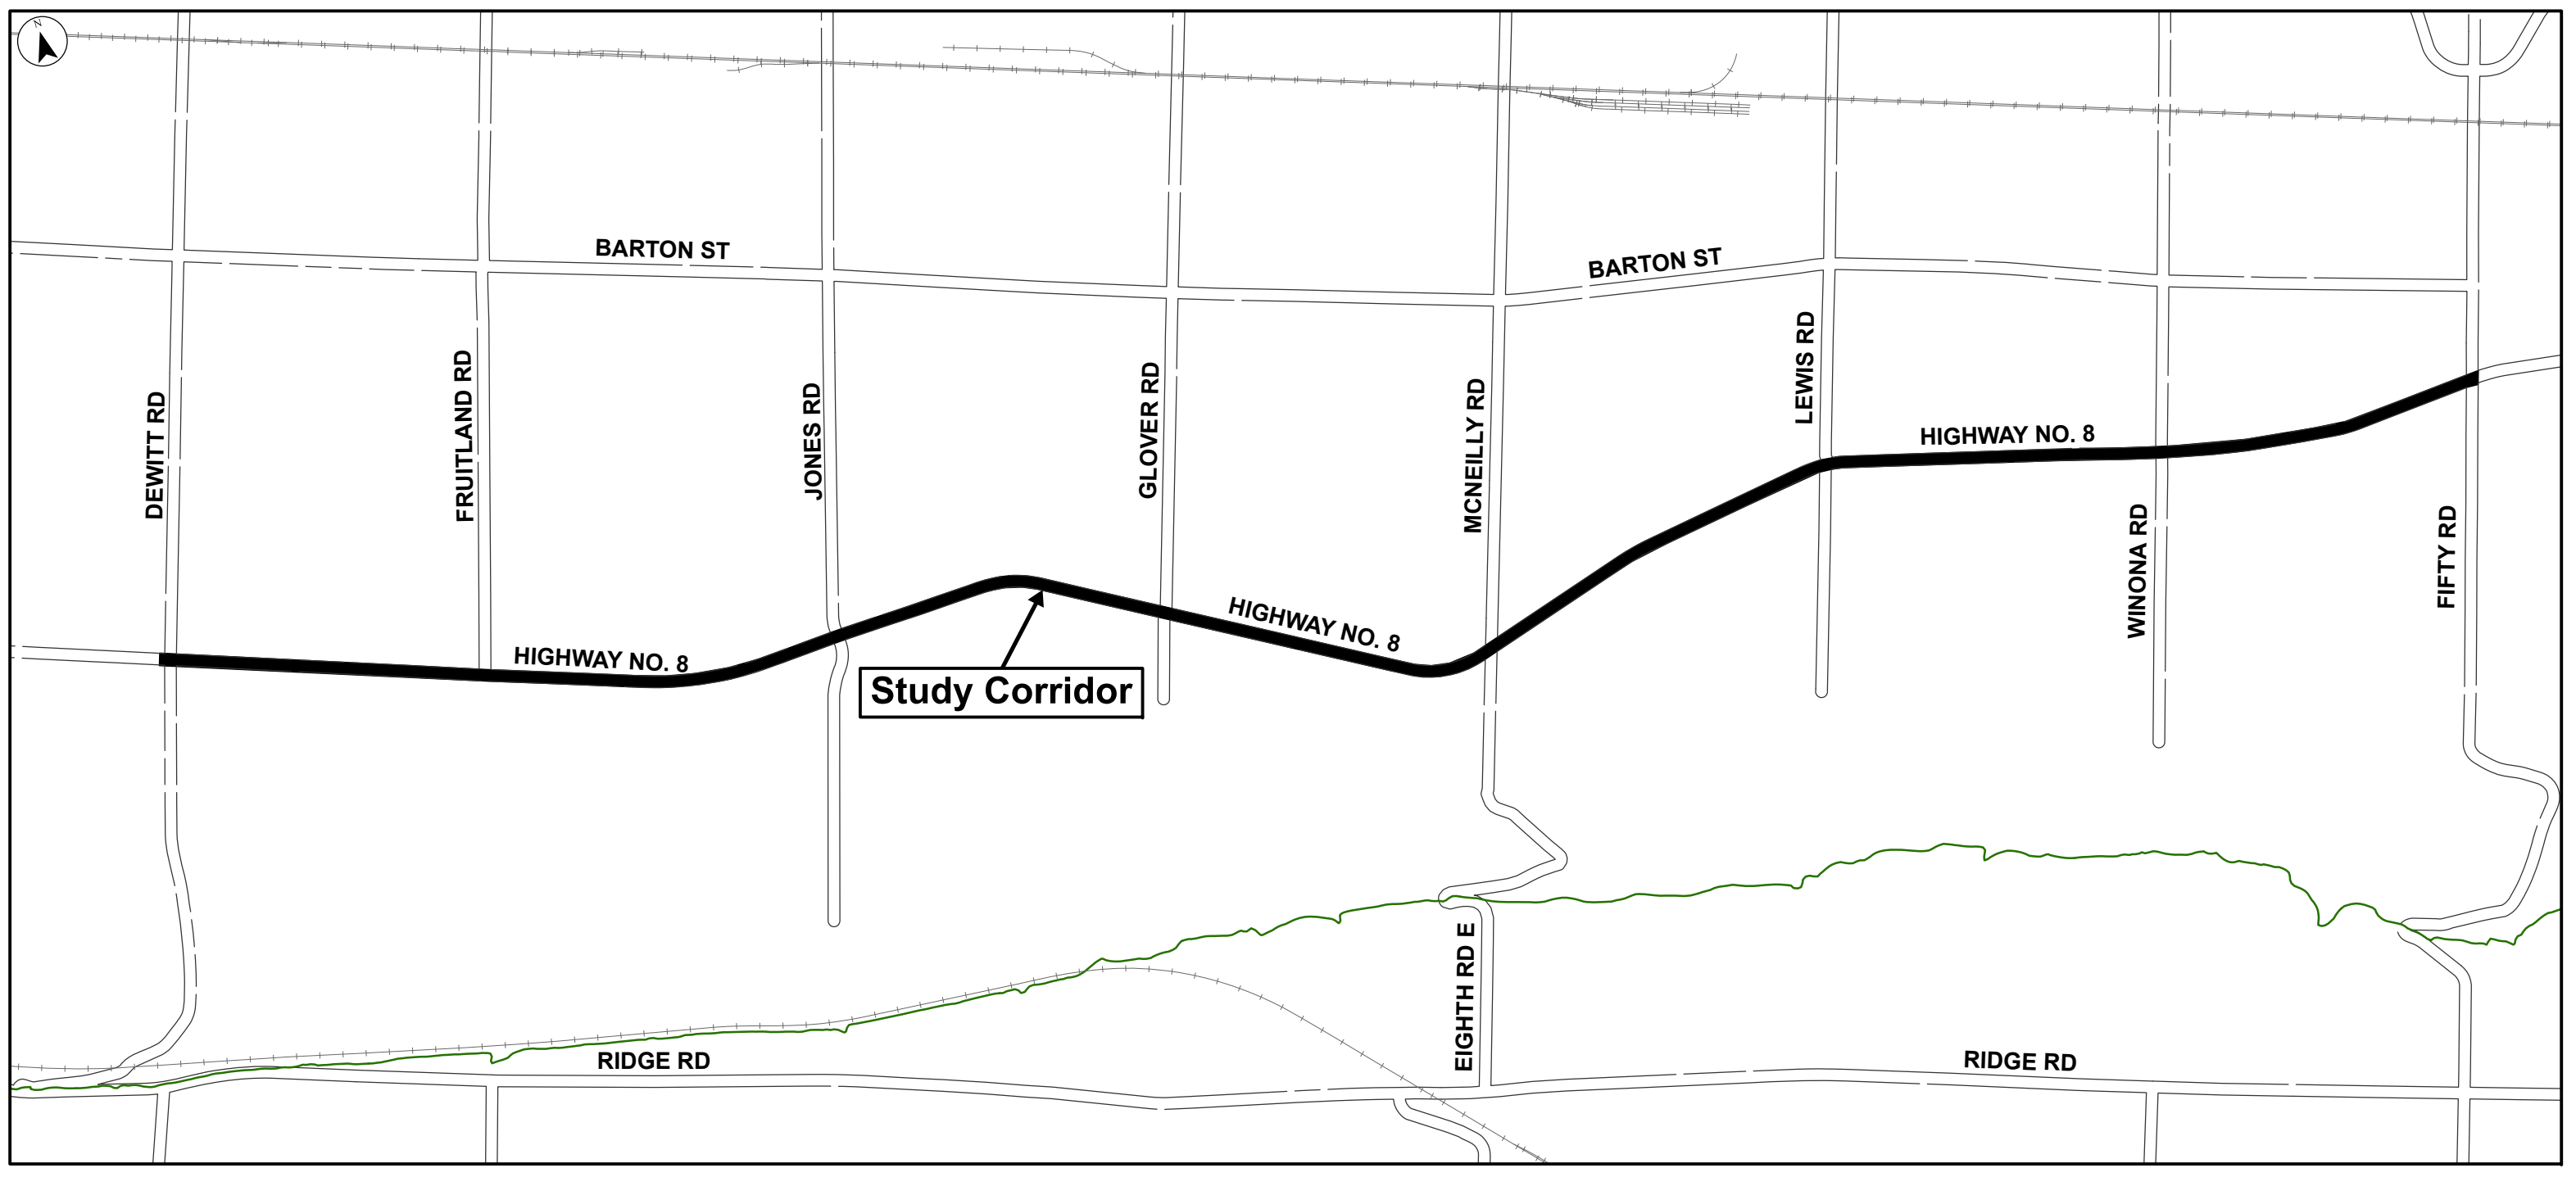 N
BARTON ST
BARTON ST
DEWITT RD
FRUITLAND RD
JONES RD
GLOVER RD
MCNEILLY RD
LEWIS RD
HIGHWAY NO. 8
WINONA RD
FIFTY RD
HIGHWAY NO. 8
HIGHWAY NO. 8
Study Corridor
EIGHTH RD E
RIDGE RD
RIDGE RD